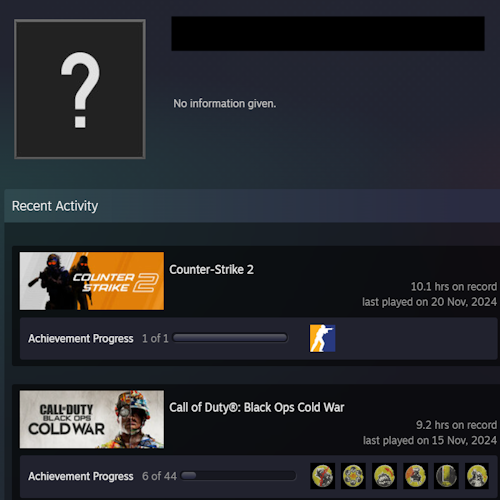 ?
No information given.
Recent Activity
COUNTER
STRIKE 2
Counter-Strike 2
10.1 hrs on record
last played on 20 Nov, 2024
Achievement Progress 1 of 1
CALL OF DUTY
BLACK OPS
COLD WAR
Call of Duty®: Black Ops Cold War
9.2 hrs on record
last played on 15 Nov, 2024
Achievement Progress 6 of 44